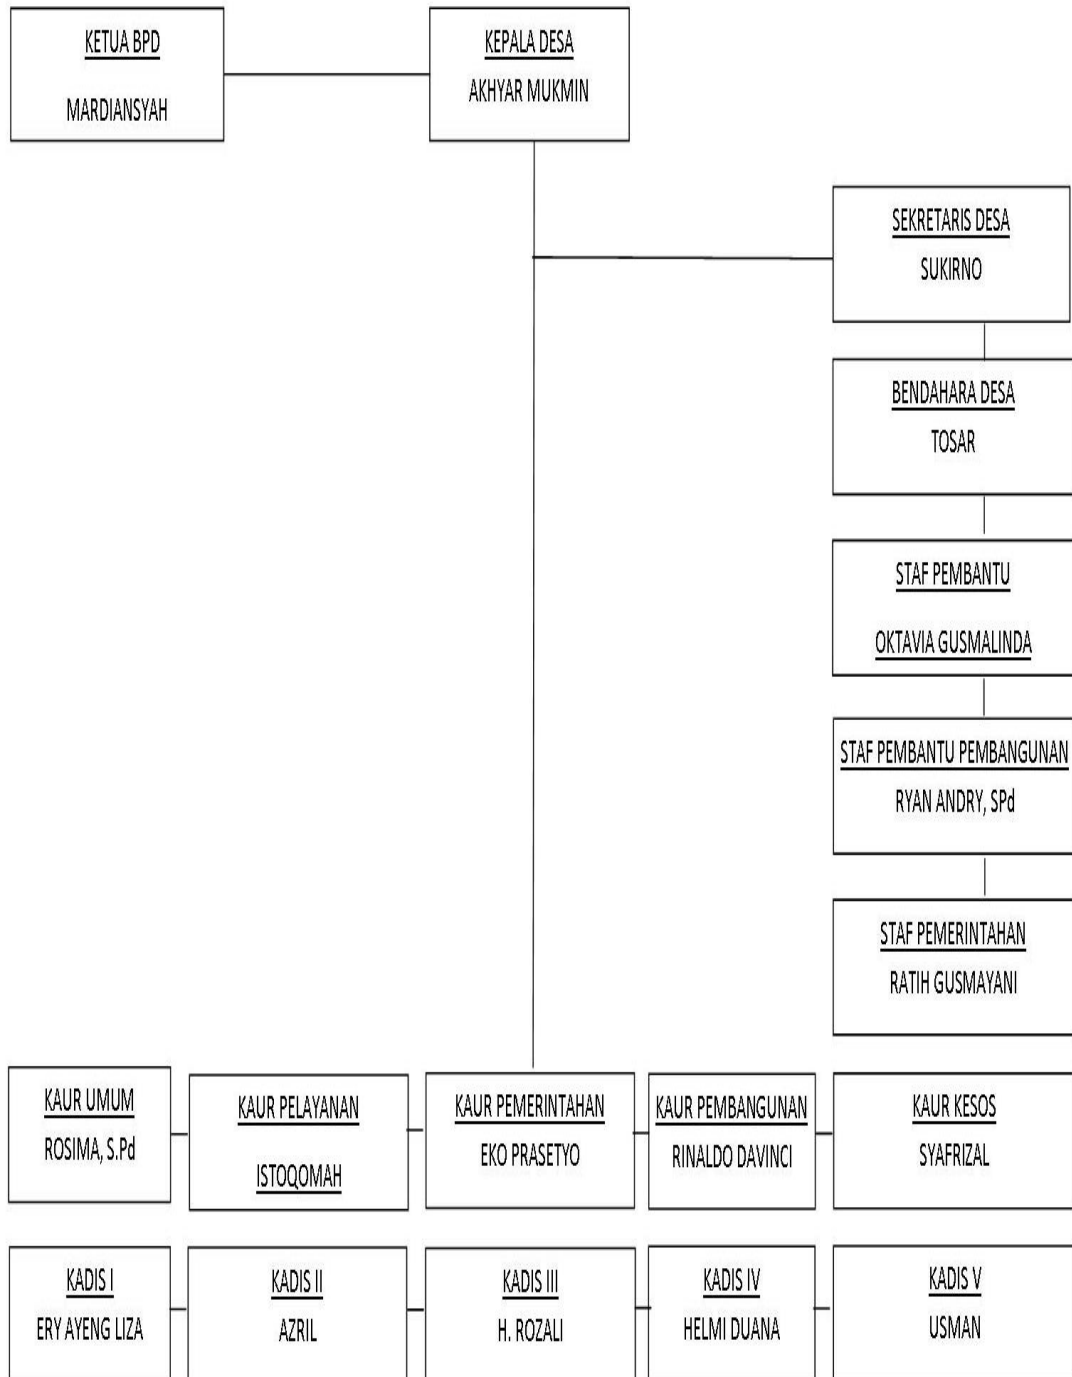 KETUA BPD
MARDIANSYAH
KEPALA DESA
AKHYAR MUKMIN
SEKRETARIS DESA
SUKIRNO
BENDAHARA DESA
TOSAR
STAF PEMBANTU
OKTAVIA GUSMALINDA
STAF PEMBANTU PEMBANGUNAN
RYAN ANDRY, SPd
STAF PEMERINTAHAN
RATIH GUSMAYANI
KAUR UMUM
ROSIMA, S.Pd
KAUR PELAYANAN
ISTOQOMAH
KAUR PEMERINTAHAN
EKO PRASETYO
KAUR PEMBANGUNAN
RINALDO DAVINCI
KAUR KESOS
SYAFRIZAL
KADIS I
ERY AYENG LIZA
KADIS II
AZRIL
KADIS III
H. ROZALI
KADIS IV
HELMI DUANA
KADIS V
USMAN